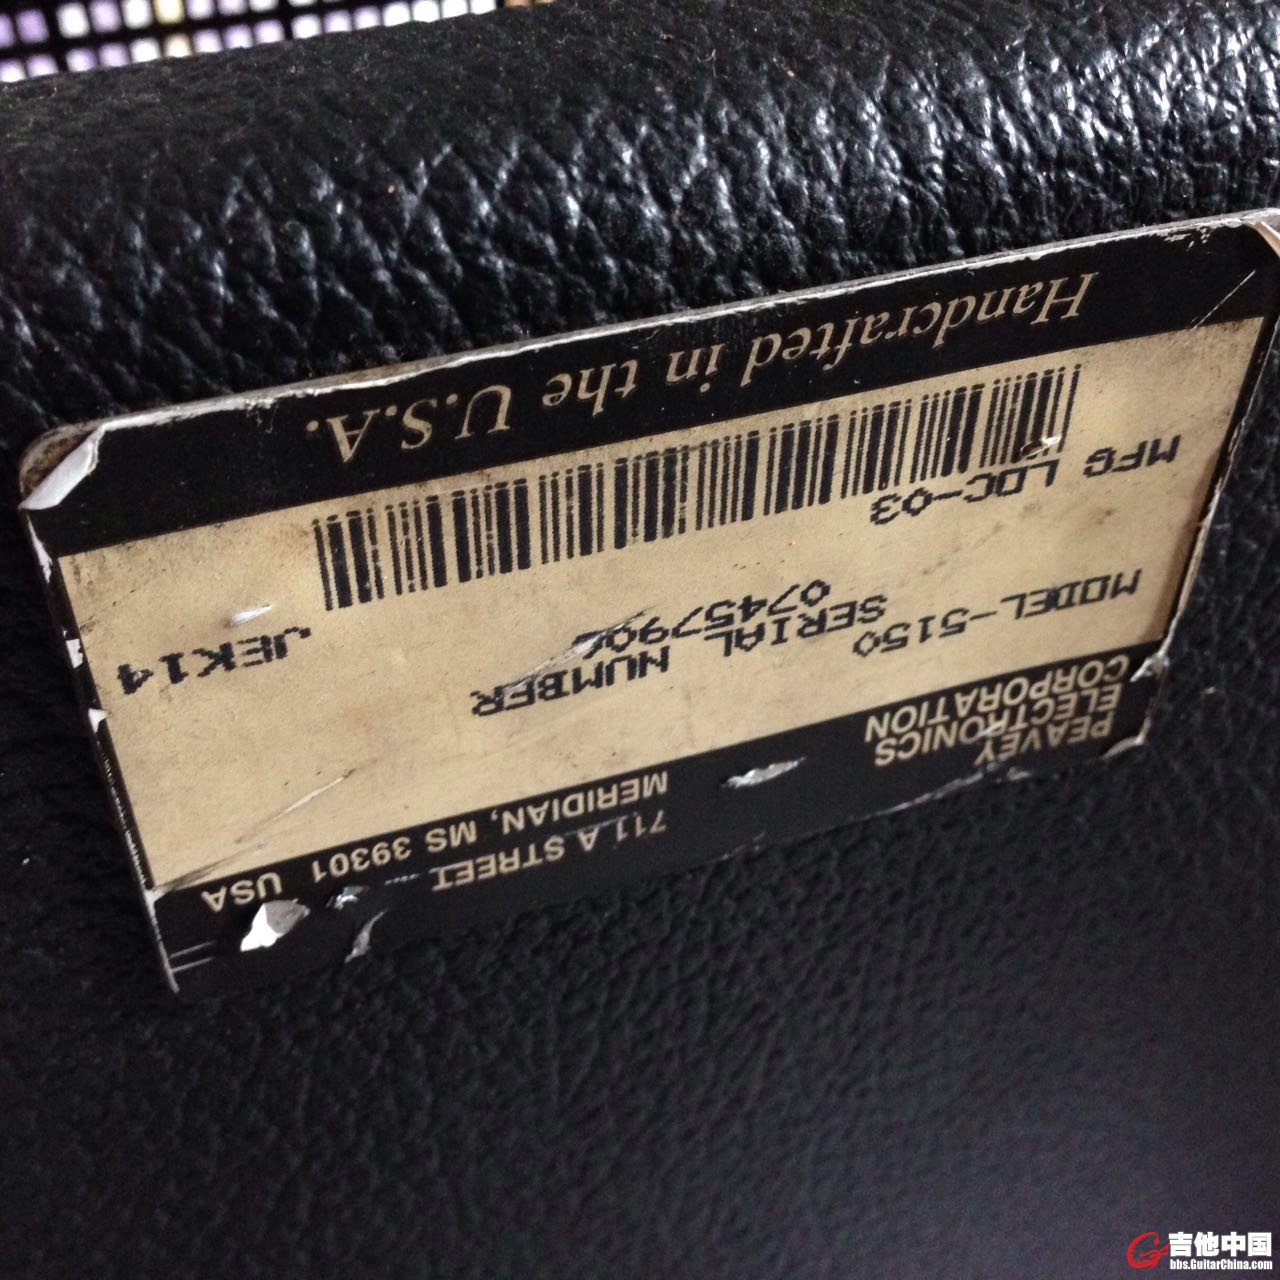 PEAVEY
ELECTRONICS
CORPORATION
711 A STREET
MERIDIAN, MS 39301 USA
MODEL-5150
SERIAL NUMBER
MFG LDC-03
JEK14
Handcrafted in the U.S.A.
吉他中国
bbs.GuitarChina.com